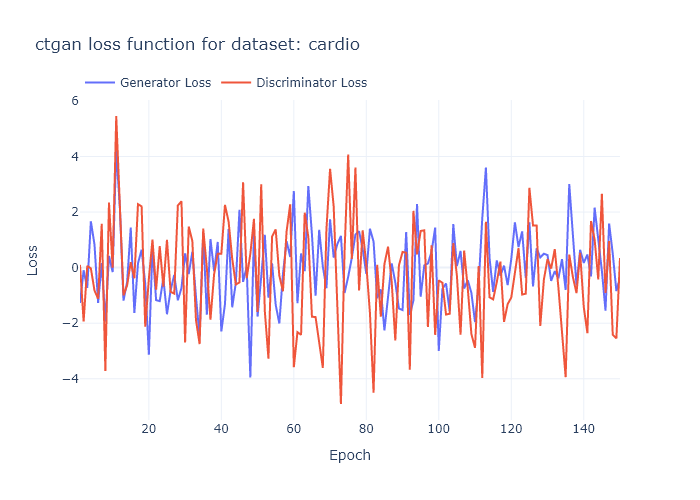 ctgan loss function for dataset: cardio
Generator Loss Discriminator Loss
6
4
2
0
−2
−4
Loss
20 40 60 80 100 120 140
Epoch